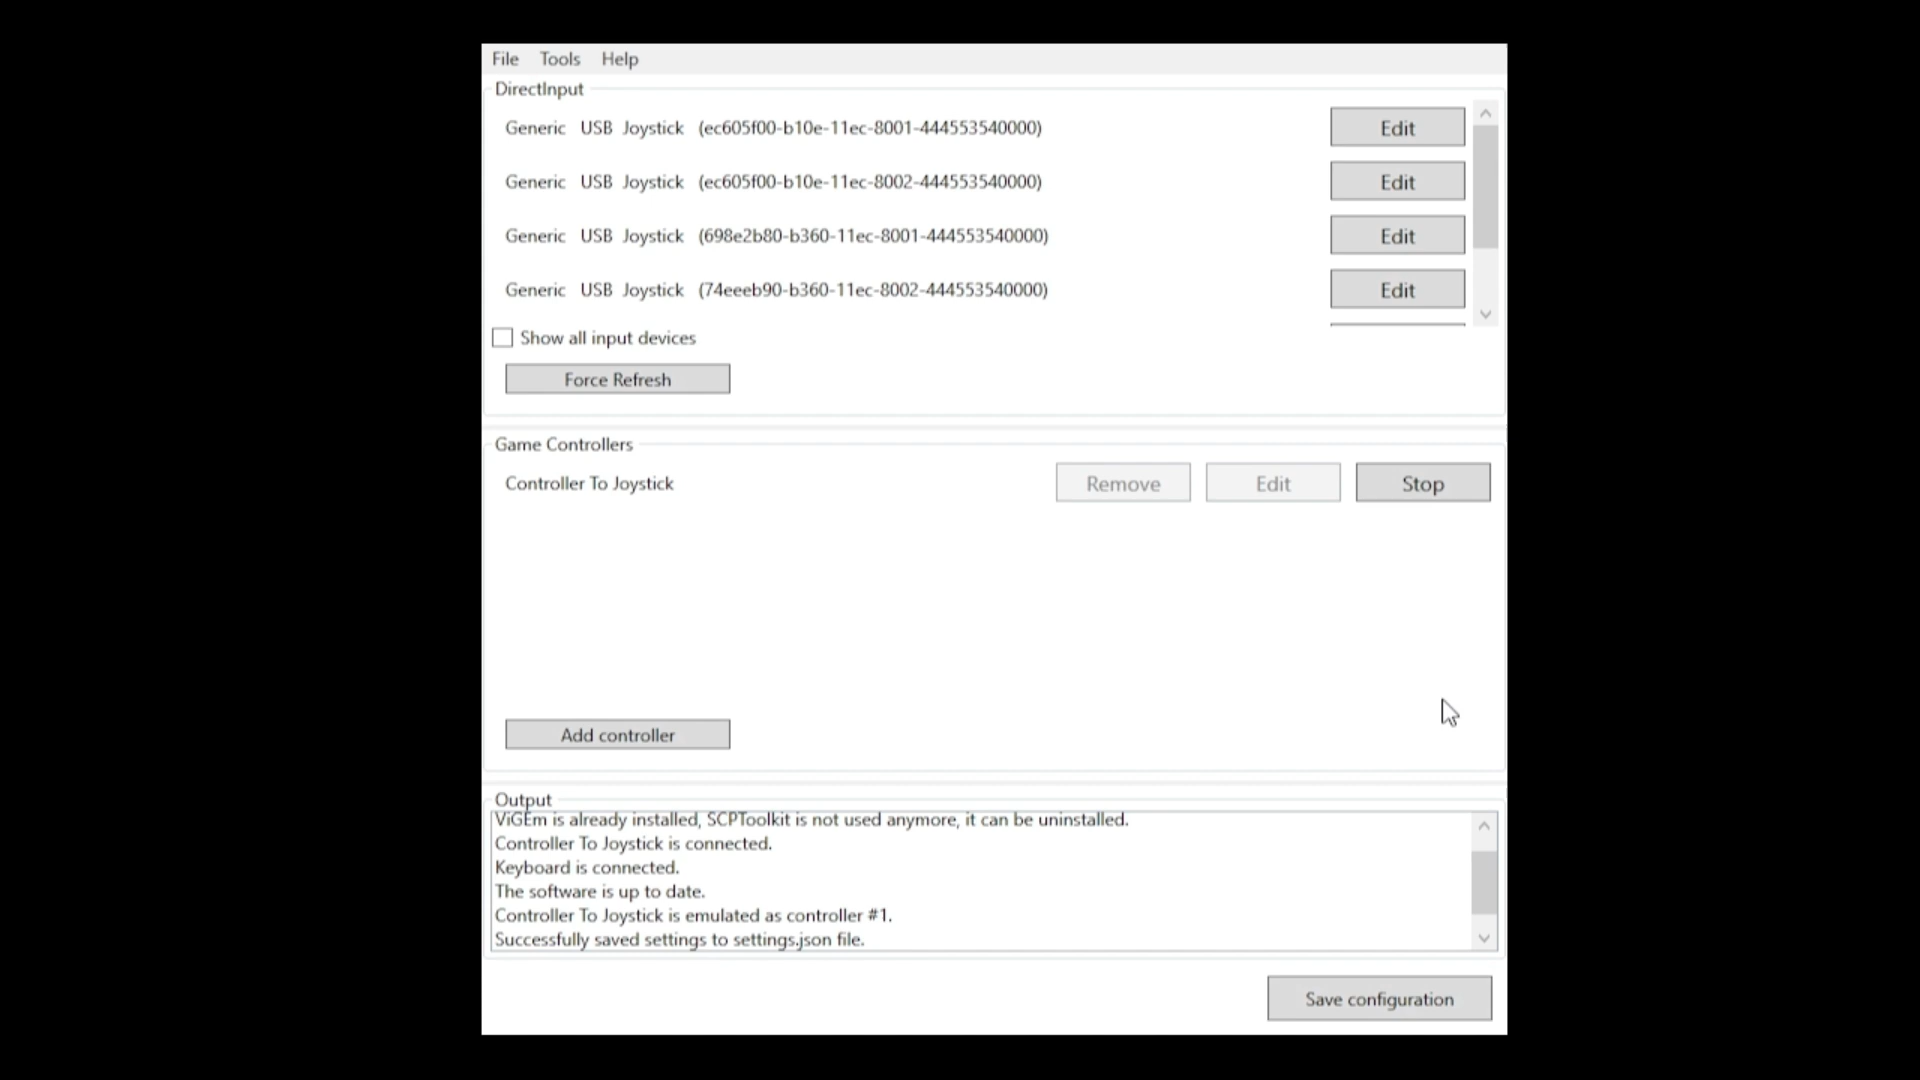 File Tools Help
DirectInput
Generic USB Joystick (ec605f00-b10e-11ec-8001-444553540000) Edit
Generic USB Joystick (ec605f00-b10e-11ec-8002-444553540000) Edit
Generic USB Joystick (698e2b80-b360-11ec-8001-444553540000) Edit
Generic USB Joystick (74eeeb90-b360-11ec-8002-444553540000) Edit
Show all input devices
Force Refresh
Game Controllers
Controller To Joystick Remove Edit Stop
Add controller
Output
ViGEm is already installed, SCPToolkit is not used anymore, it can be uninstalled.
Controller To Joystick is connected.
Keyboard is connected.
The software is up to date.
Controller To Joystick is emulated as controller #1.
Successfully saved settings to settings.json file.
Save configuration